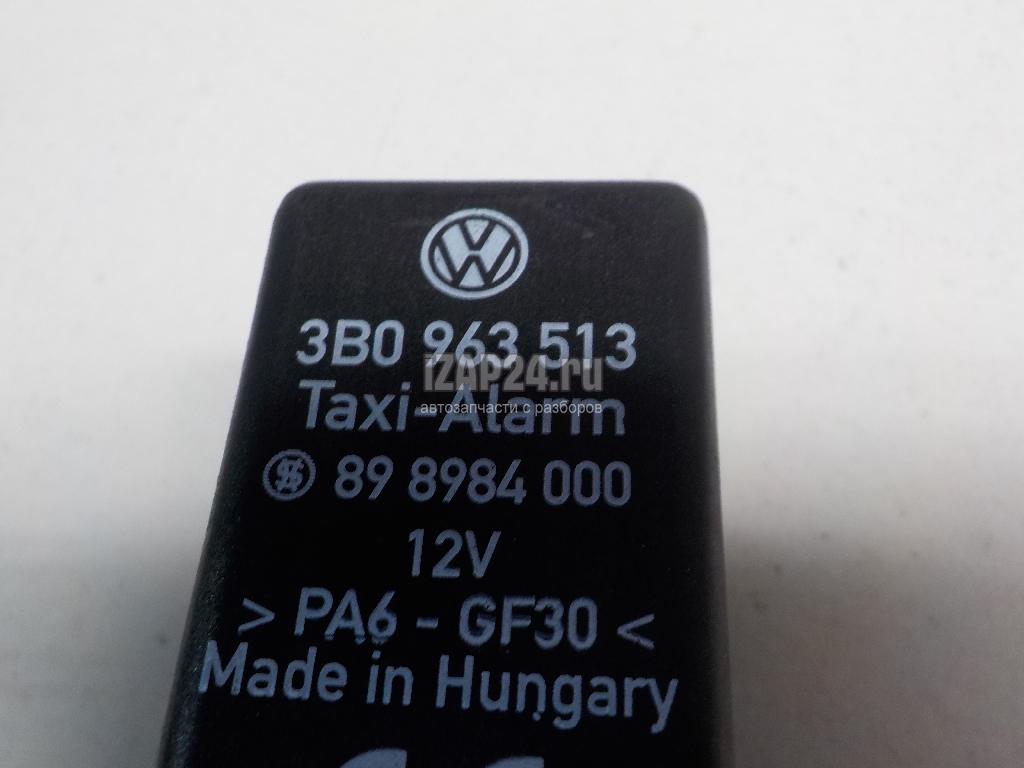 3B0 963 513
iZAP24.ru
Taxi-Alarm
автозапчасти с разборов
89 8984 000
12V
> PA6 - GF30 <
Made in Hungary